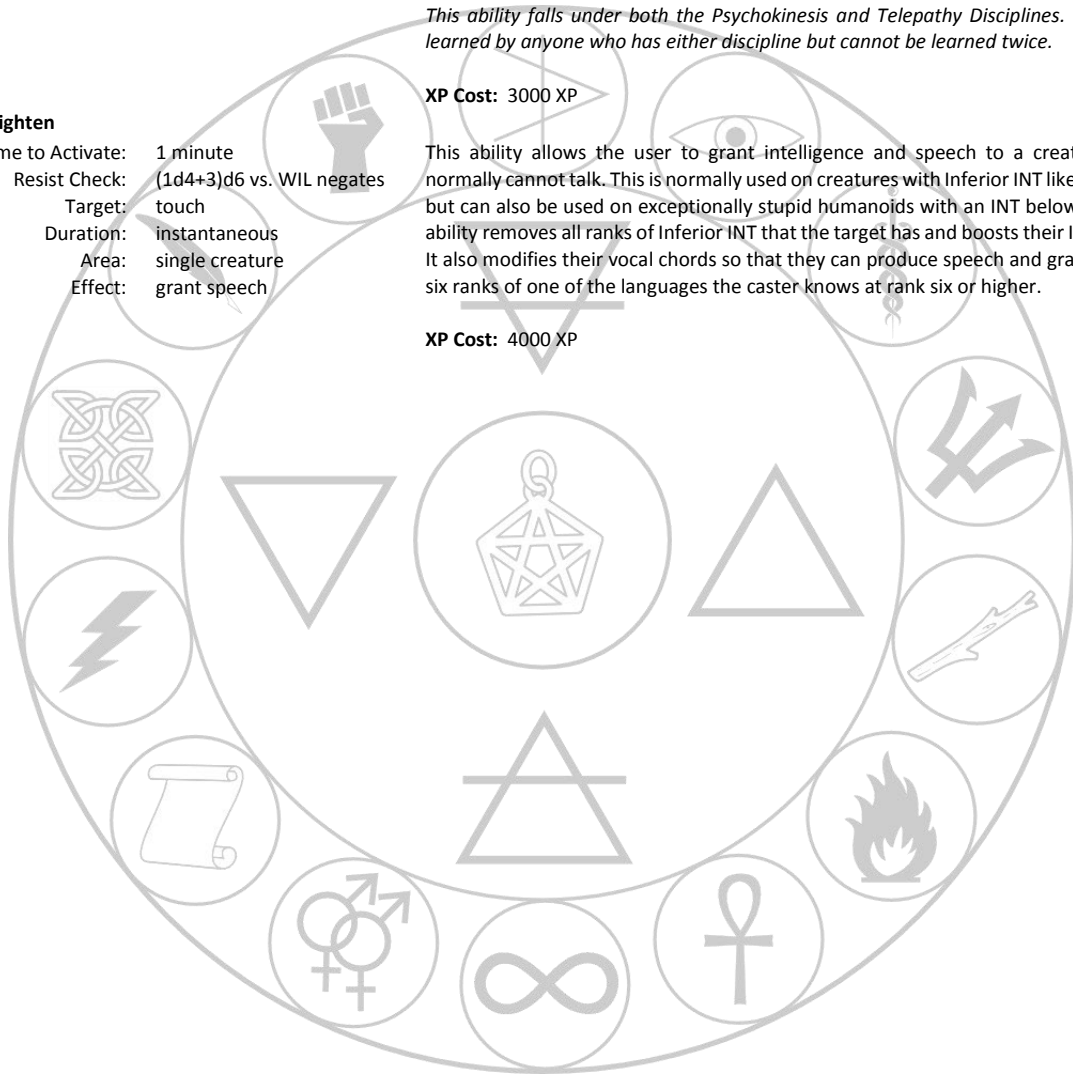 This ability falls under both the Psychokinesis and Telepathy Disciplines.
learned by anyone who has either discipline but cannot be learned twice.
XP Cost: 3000 XP
ighten
me to Activate: 1 minute
Resist Check: (1d4+3)d6 vs. WIL negates
Target: touch
Duration: instantaneous
Area: single creature
Effect: grant speech
This ability allows the user to grant intelligence and speech to a creat
normally cannot talk. This is normally used on creatures with Inferior INT like
but can also be used on exceptionally stupid humanoids with an INT below
ability removes all ranks of Inferior INT that the target has and boosts their I
It also modifies their vocal chords so that they can produce speech and gra
six ranks of one of the languages the caster knows at rank six or higher.
XP Cost: 4000 XP